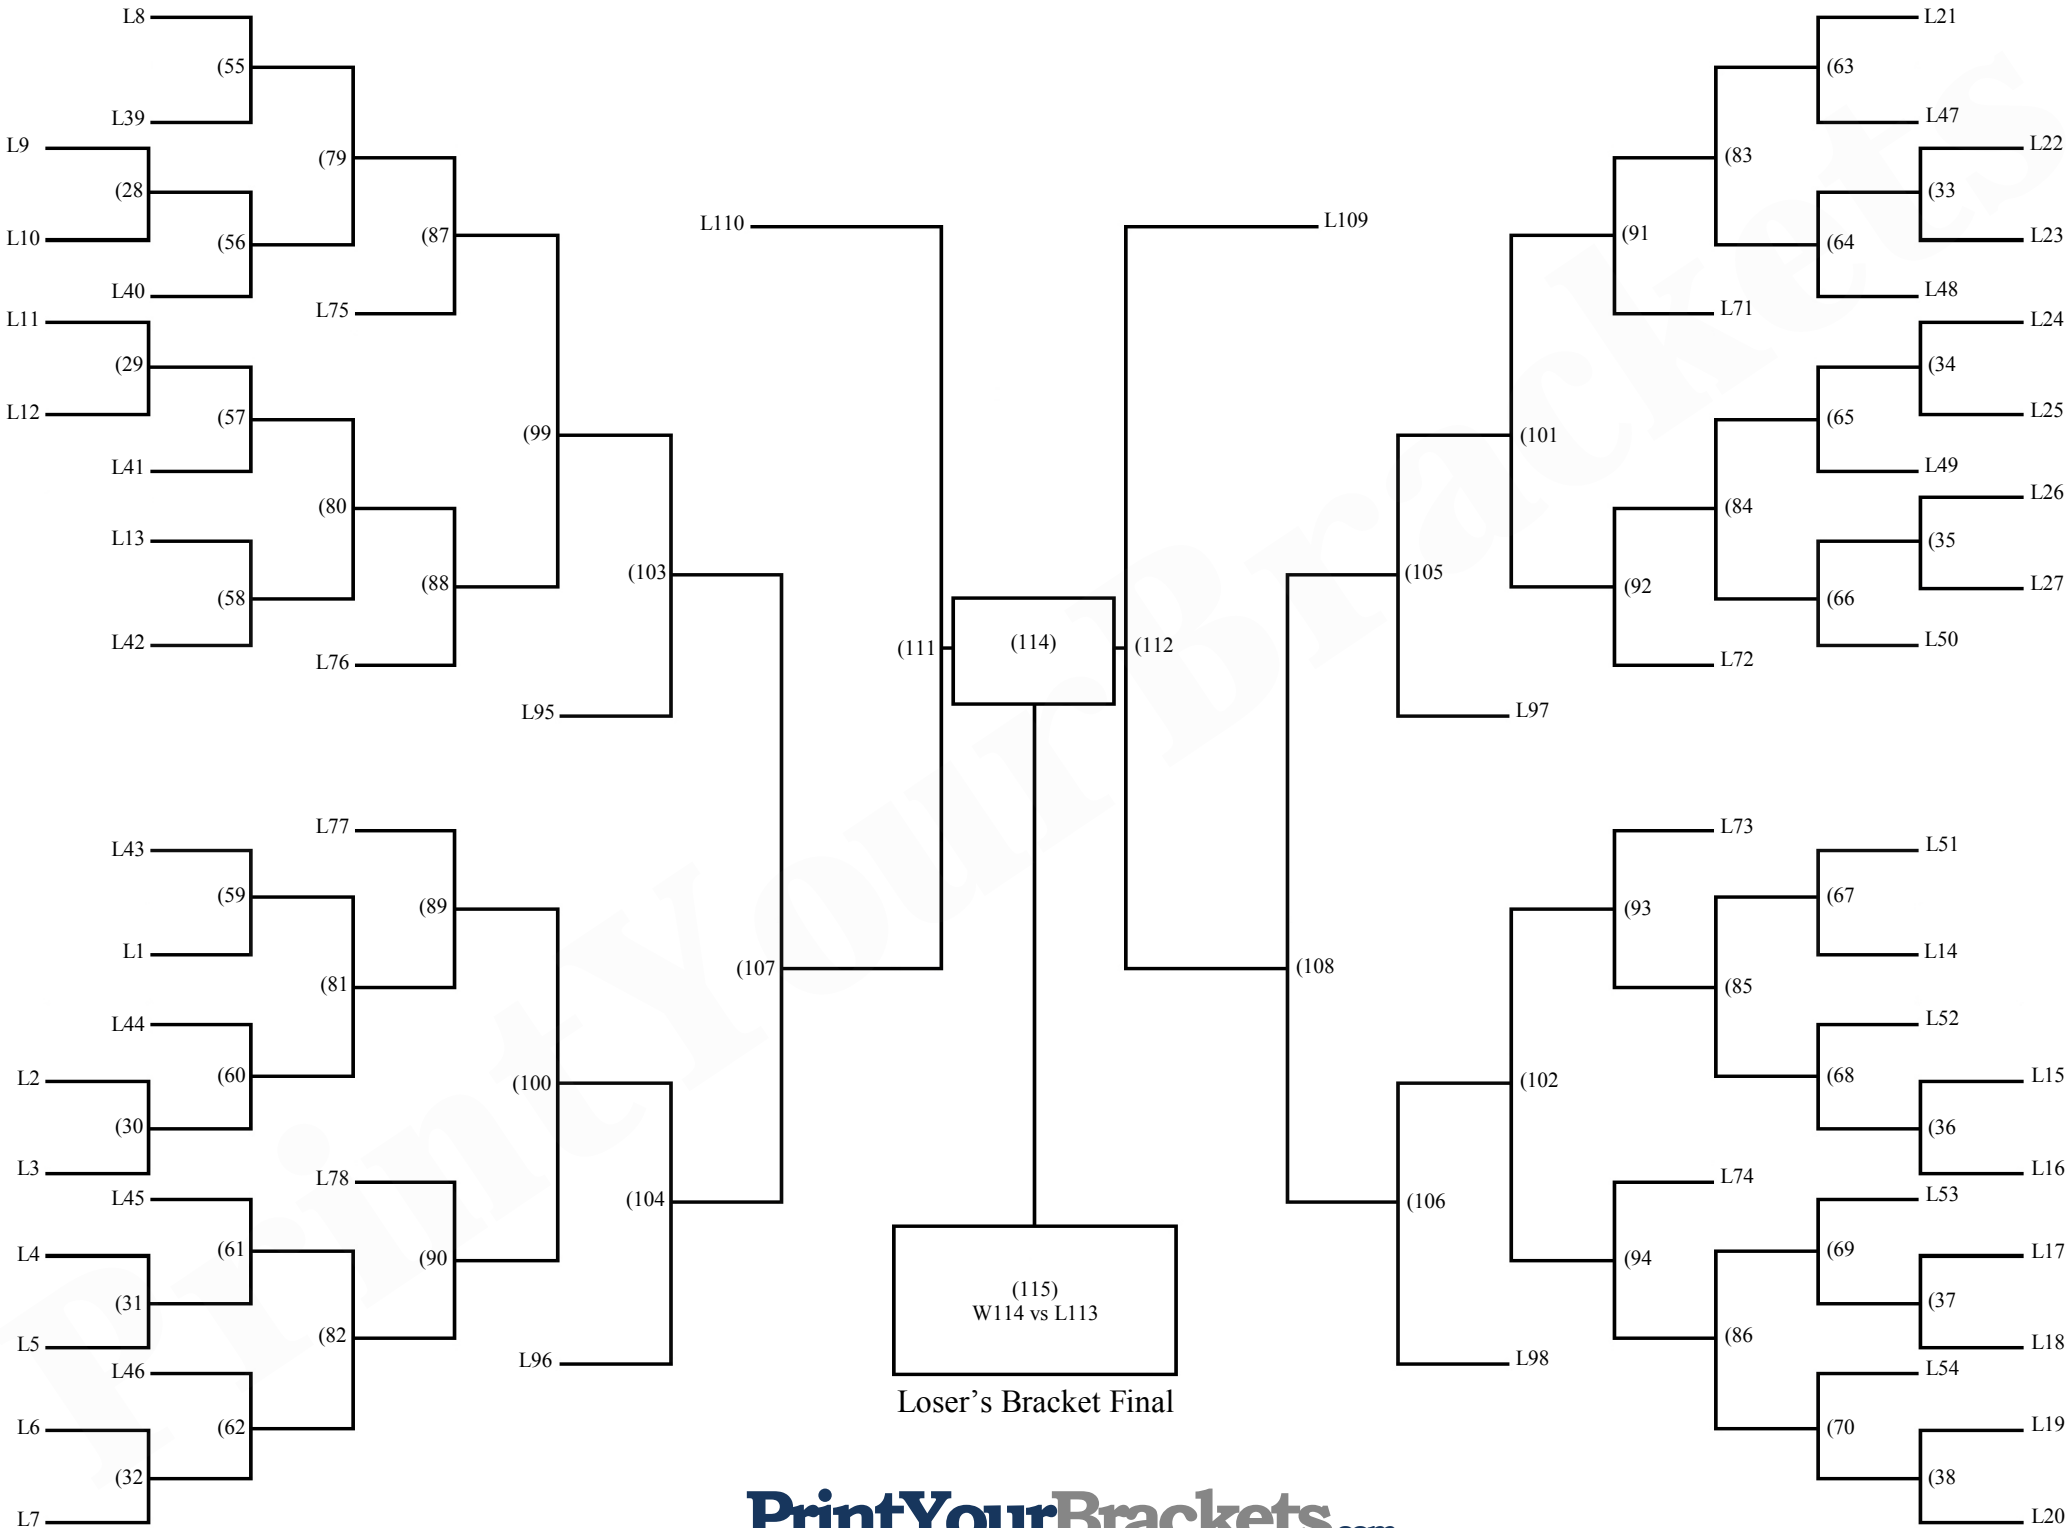 L8
(55
L39
L9
(28
L10
(56
L40
(79
(87
L75
L11
(29
L12
(57
L41
L13
(58
L42
(80
(88
L76
(99
(103
L95
L77
L43
(59
L1
(89
(81
L44
L2
(60
(30
L3
(100
L45
L78
L4
(61
(31
L5
(90
(82
L46
L6
(62
(32
L7
(104
L96
(107
L110
(111
(114)
(112
L109
(115)
W114 vs L113
Loser’s Bracket Final
(108
(105
L97
(101
(91
L71
(83
L21
(63
L47
L22
(33
L23
(64
L48
L24
(34
L25
(65
L49
L26
(35
L27
(66
L50
(84
(92
L72
L73
(93
L51
(67
L14
(85
L52
L15
(68
(36
L16
(102
(106
L74
L53
L17
(69
(37
L18
(94
(86
L54
L19
(70
(38
L20
L98
PrintYourBrackets.com
PrintYourBrackets